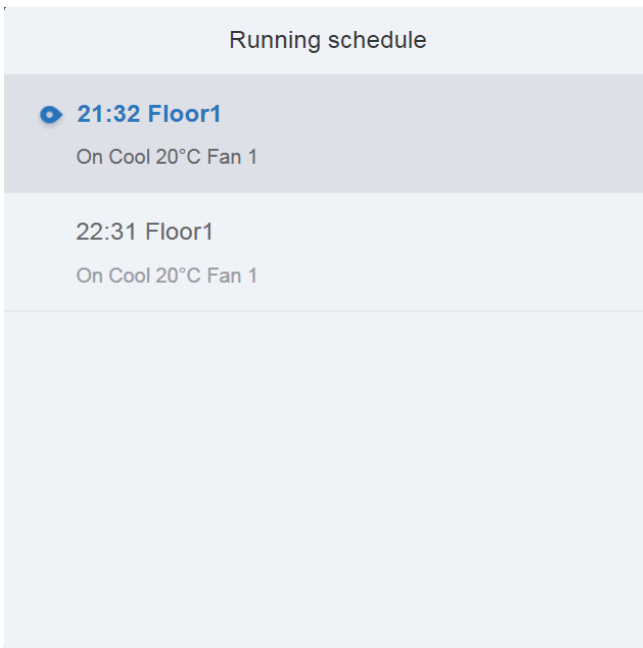 Running schedule
21:32 Floor1
On Cool 20°C Fan 1
22:31 Floor1
On Cool 20°C Fan 1